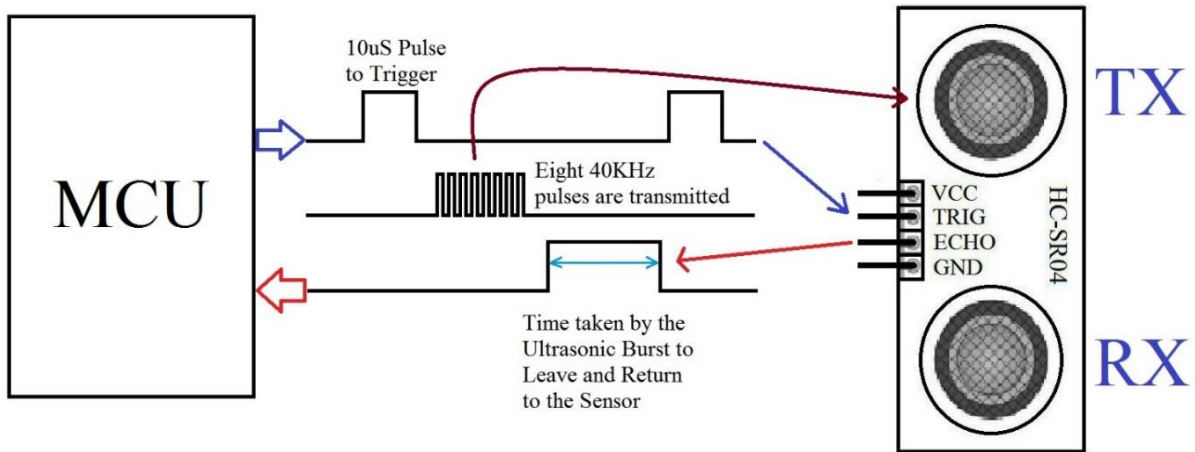 MCU
10uS Pulse
to Trigger
Eight 40KHz
pulses are transmitted
Time taken by the
Ultrasonic Burst to
Leave and Return
to the Sensor
VCC
TRIG
ECHO
GND
HC-SR04
TX
RX